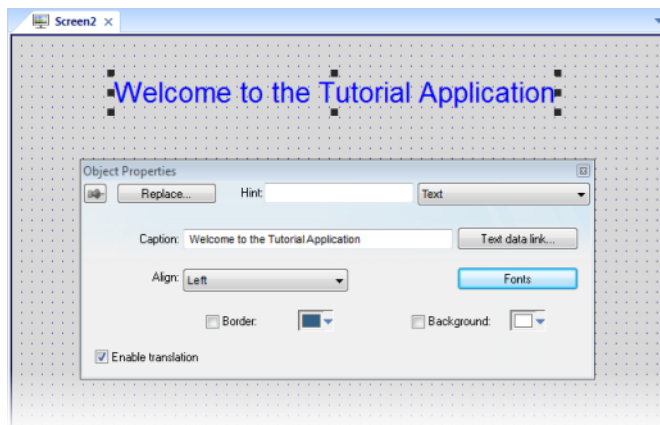 Screen2
Welcome to the Tutorial Application
Object Properties
Replace... Hint: Text
Caption: Welcome to the Tutorial Application Text data link...
Align: Left Fonts
Border: Background:
Enable translation